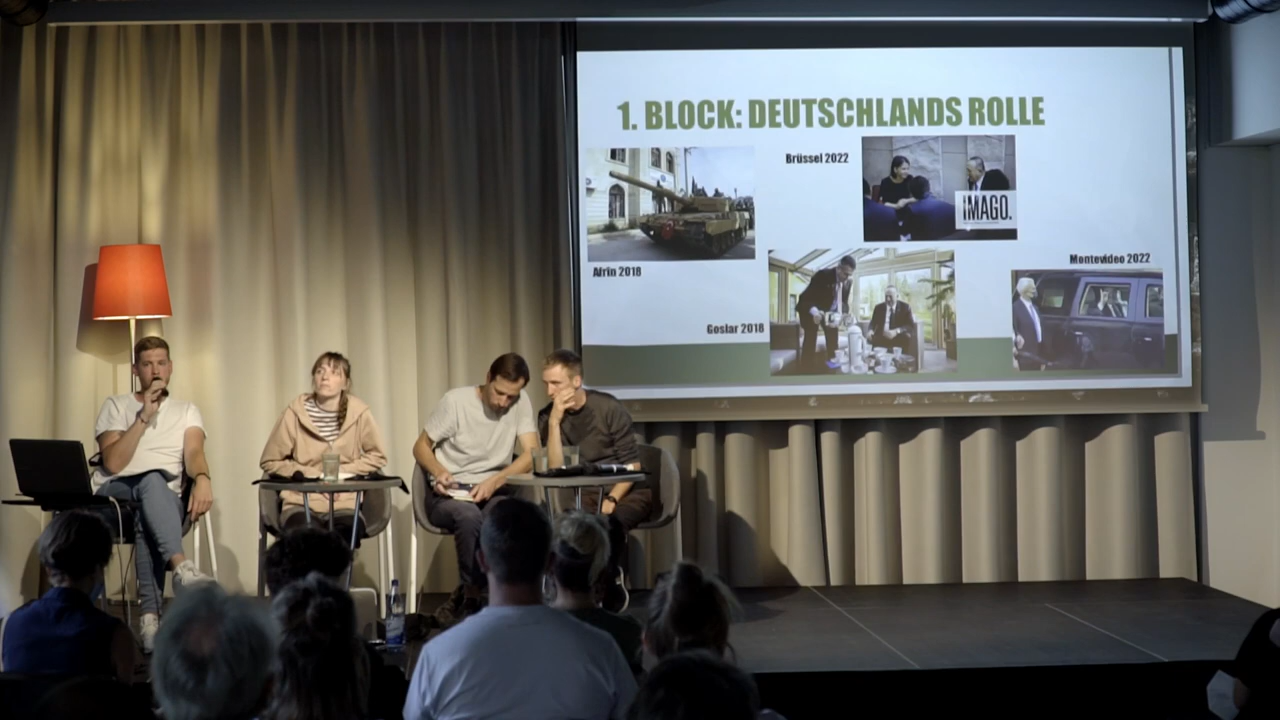 1. BLOCK: DEUTSCHLANDS ROLLE
Brüssel 2022
IMAGO.
Afrin 2018
Montevideo 2022
Goslar 2018